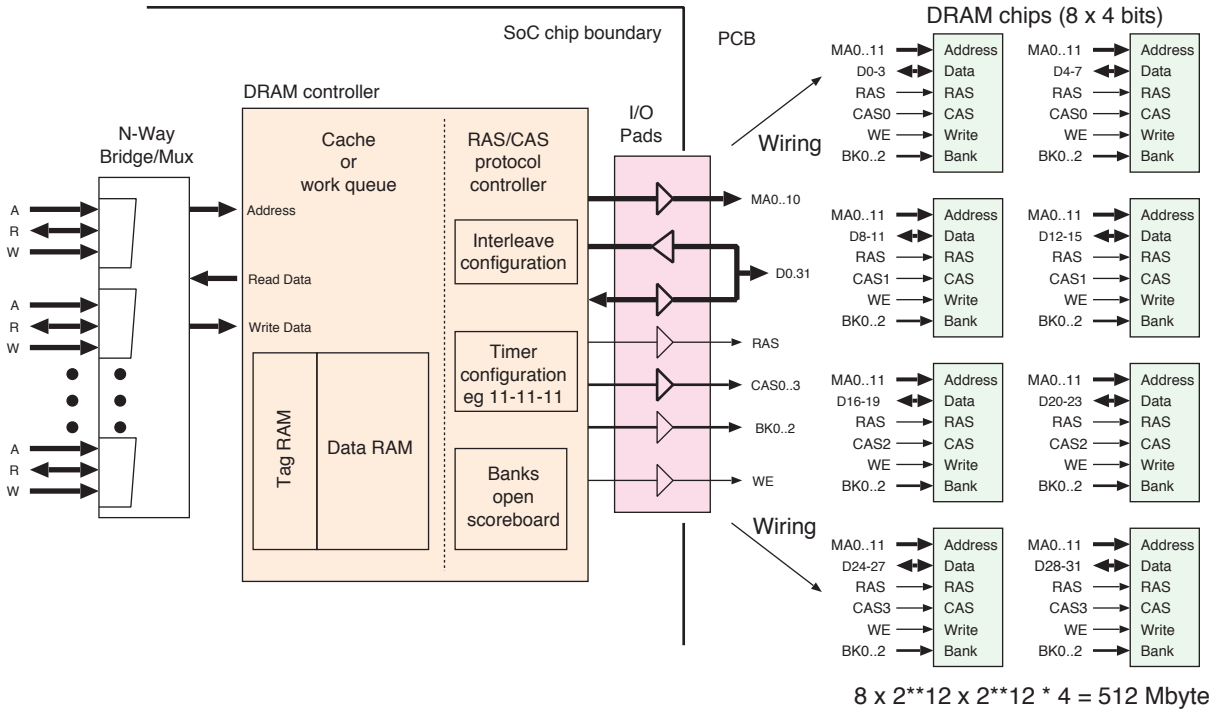 DRAM chips (8 x 4 bits)
SoC chip boundary
PCB
DRAM controller
I/O
Pads
N-Way
Bridge/Mux
Cache
or
work queue
RAS/CAS
protocol
controller
A
R
W
A
R
W
A
R
W
Address
Read Data
Write Data
Tag RAM
Data RAM
Interleave
configuration
Timer
configuration
eg 11-11-11
Banks
open
scoreboard
MA0..10
D0.31
RAS
CAS0..3
BK0..2
WE
Wiring
Wiring
MA0..11 Address
D0-3 Data
RAS RAS
CAS0 CAS
WE Write
BK0..2 Bank
MA0..11 Address
D4-7 Data
RAS RAS
CAS0 CAS
WE Write
BK0..2 Bank
MA0..11 Address
D8-11 Data
RAS RAS
CAS1 CAS
WE Write
BK0..2 Bank
MA0..11 Address
D12-15 Data
RAS RAS
CAS1 CAS
WE Write
BK0..2 Bank
MA0..11 Address
D16-19 Data
RAS RAS
CAS2 CAS
WE Write
BK0..2 Bank
MA0..11 Address
D20-23 Data
RAS RAS
CAS2 CAS
WE Write
BK0..2 Bank
MA0..11 Address
D24-27 Data
RAS RAS
CAS3 CAS
WE Write
BK0..2 Bank
MA0..11 Address
D28-31 Data
RAS RAS
CAS3 CAS
WE Write
BK0..2 Bank
8 x 2**12 x 2**12 * 4 = 512 Mbyte